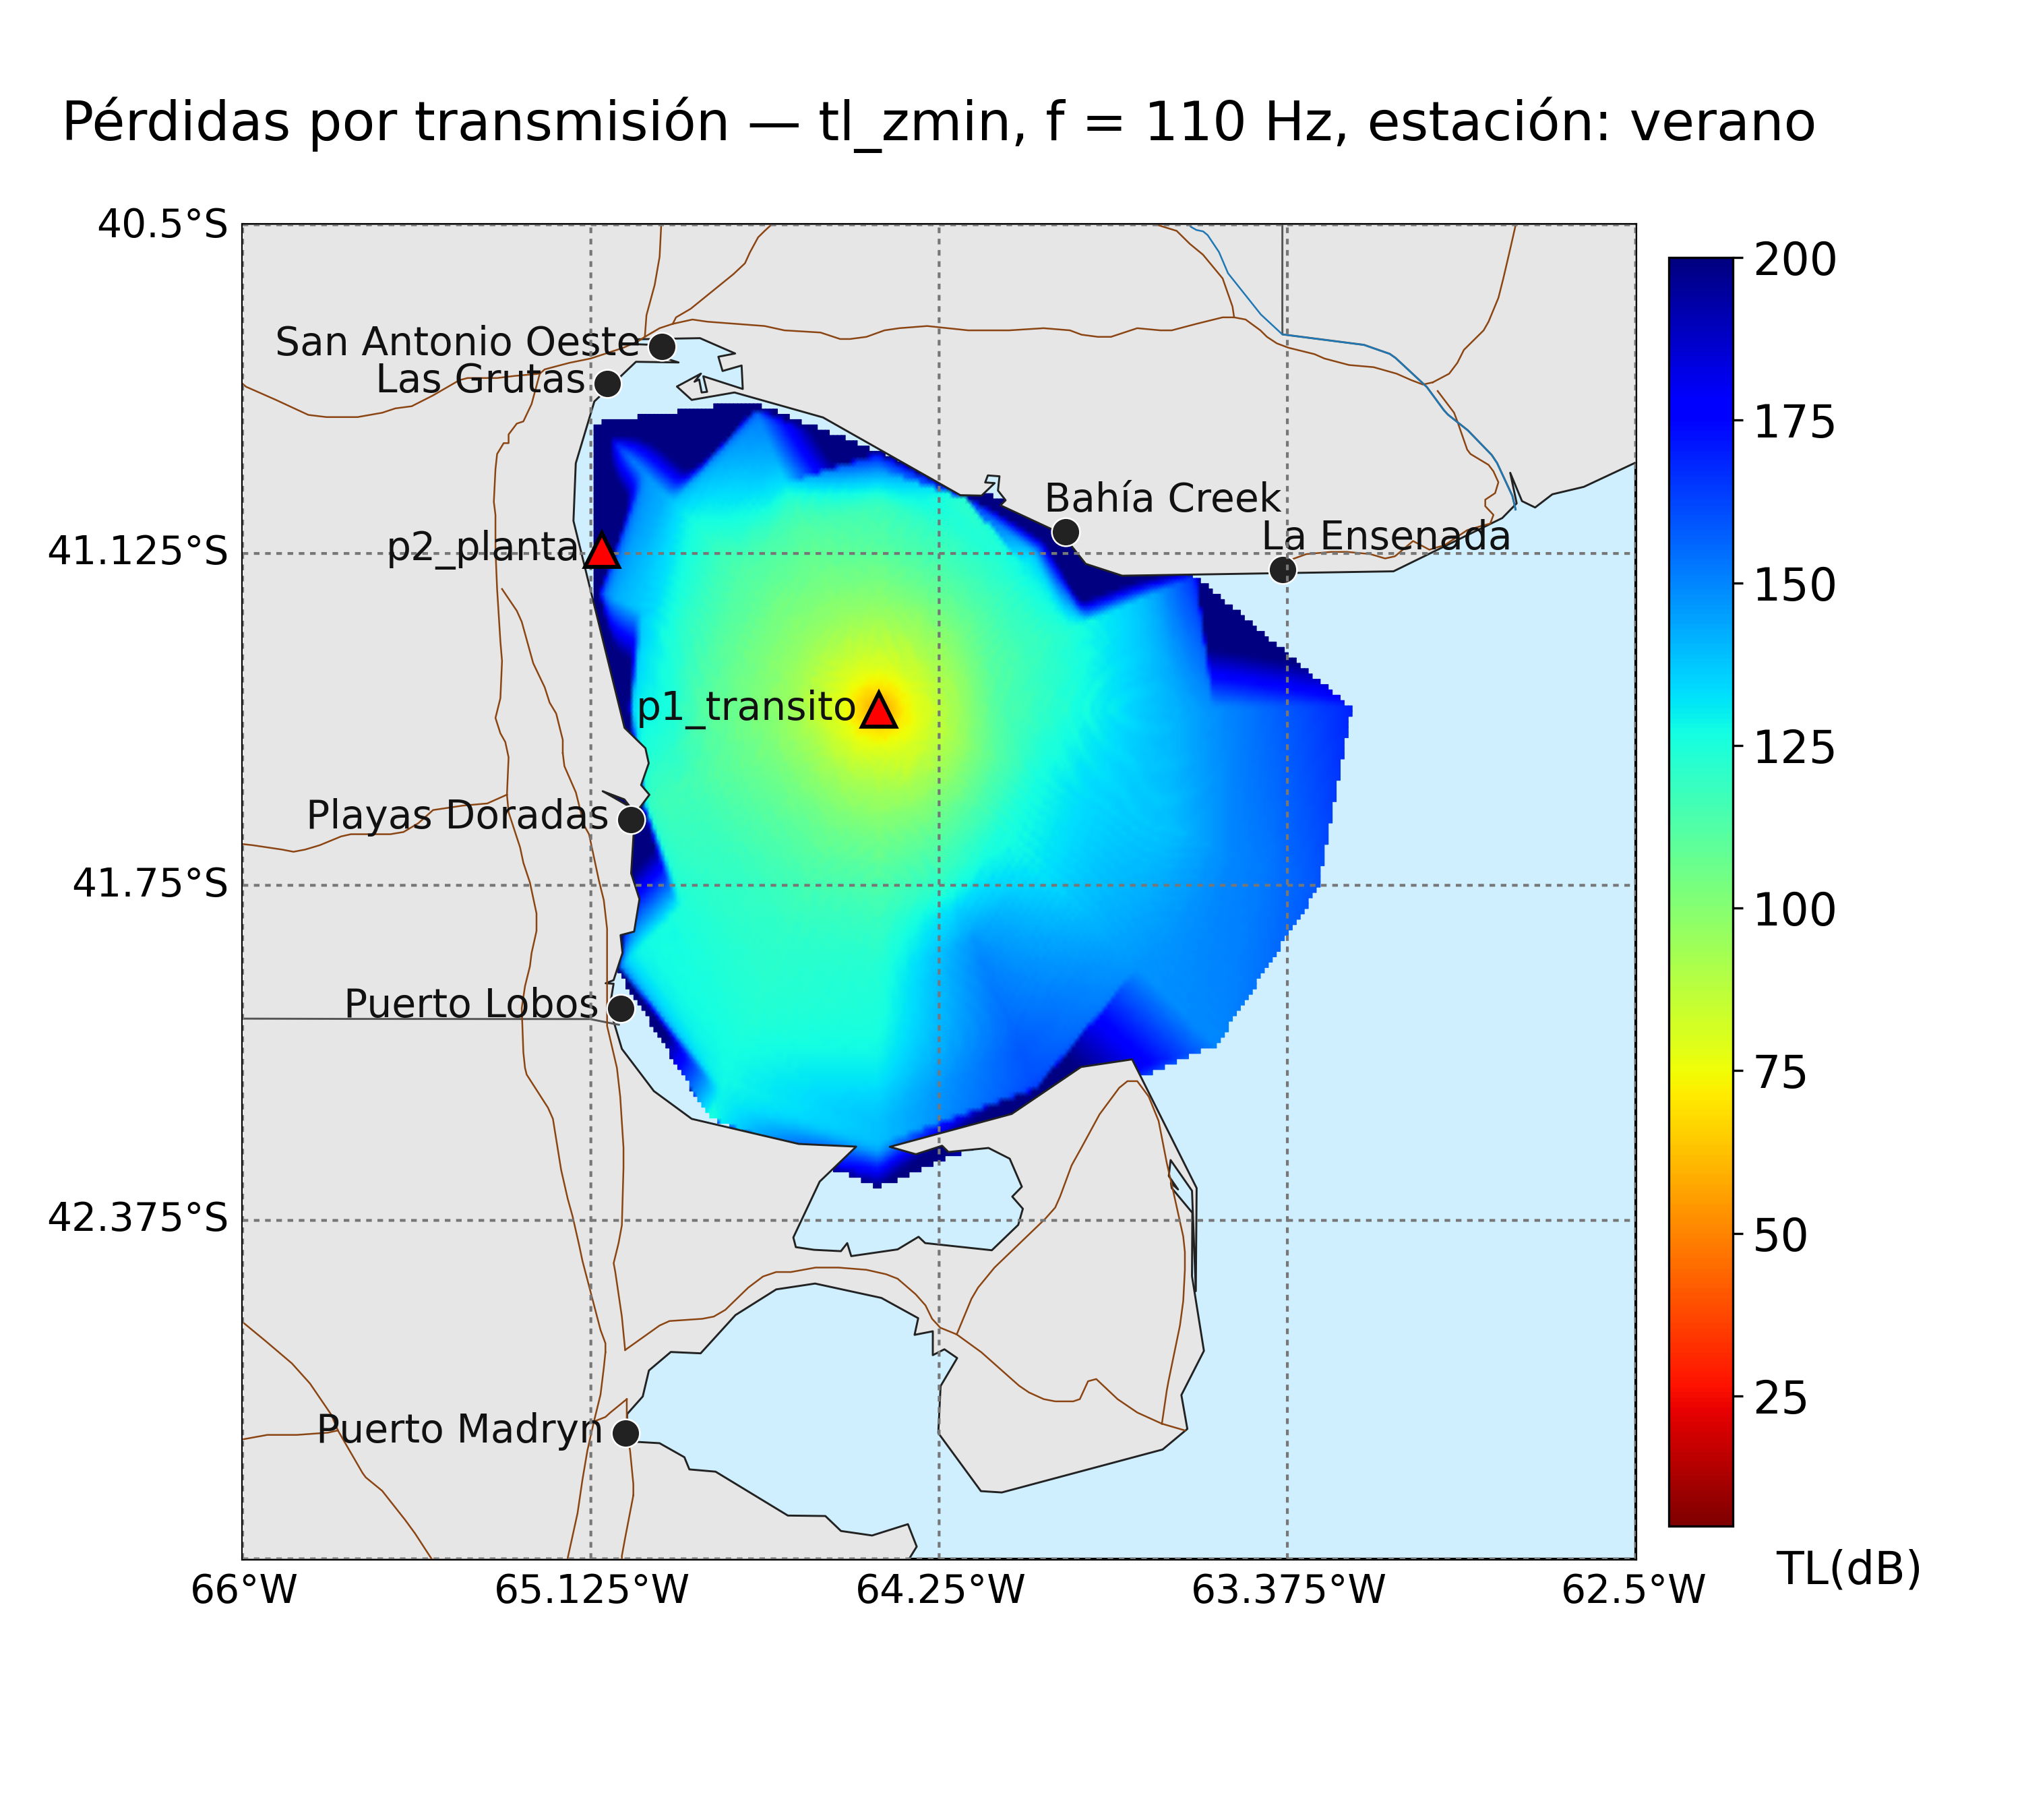 Pérdidas por transmisión — tl_zmin, f = 110 Hz, estación: verano
40.5°S
41.125°S
41.75°S
42.375°S
San Antonio Oeste
Las Grutas
Bahía Creek
La Ensenada
p2_planta
p1_transito
Playas Doradas
Puerto Lobos
Puerto Madryn
66°W
65.125°W
64.25°W
63.375°W
62.5°W
200
175
150
125
100
75
50
25
TL(dB)